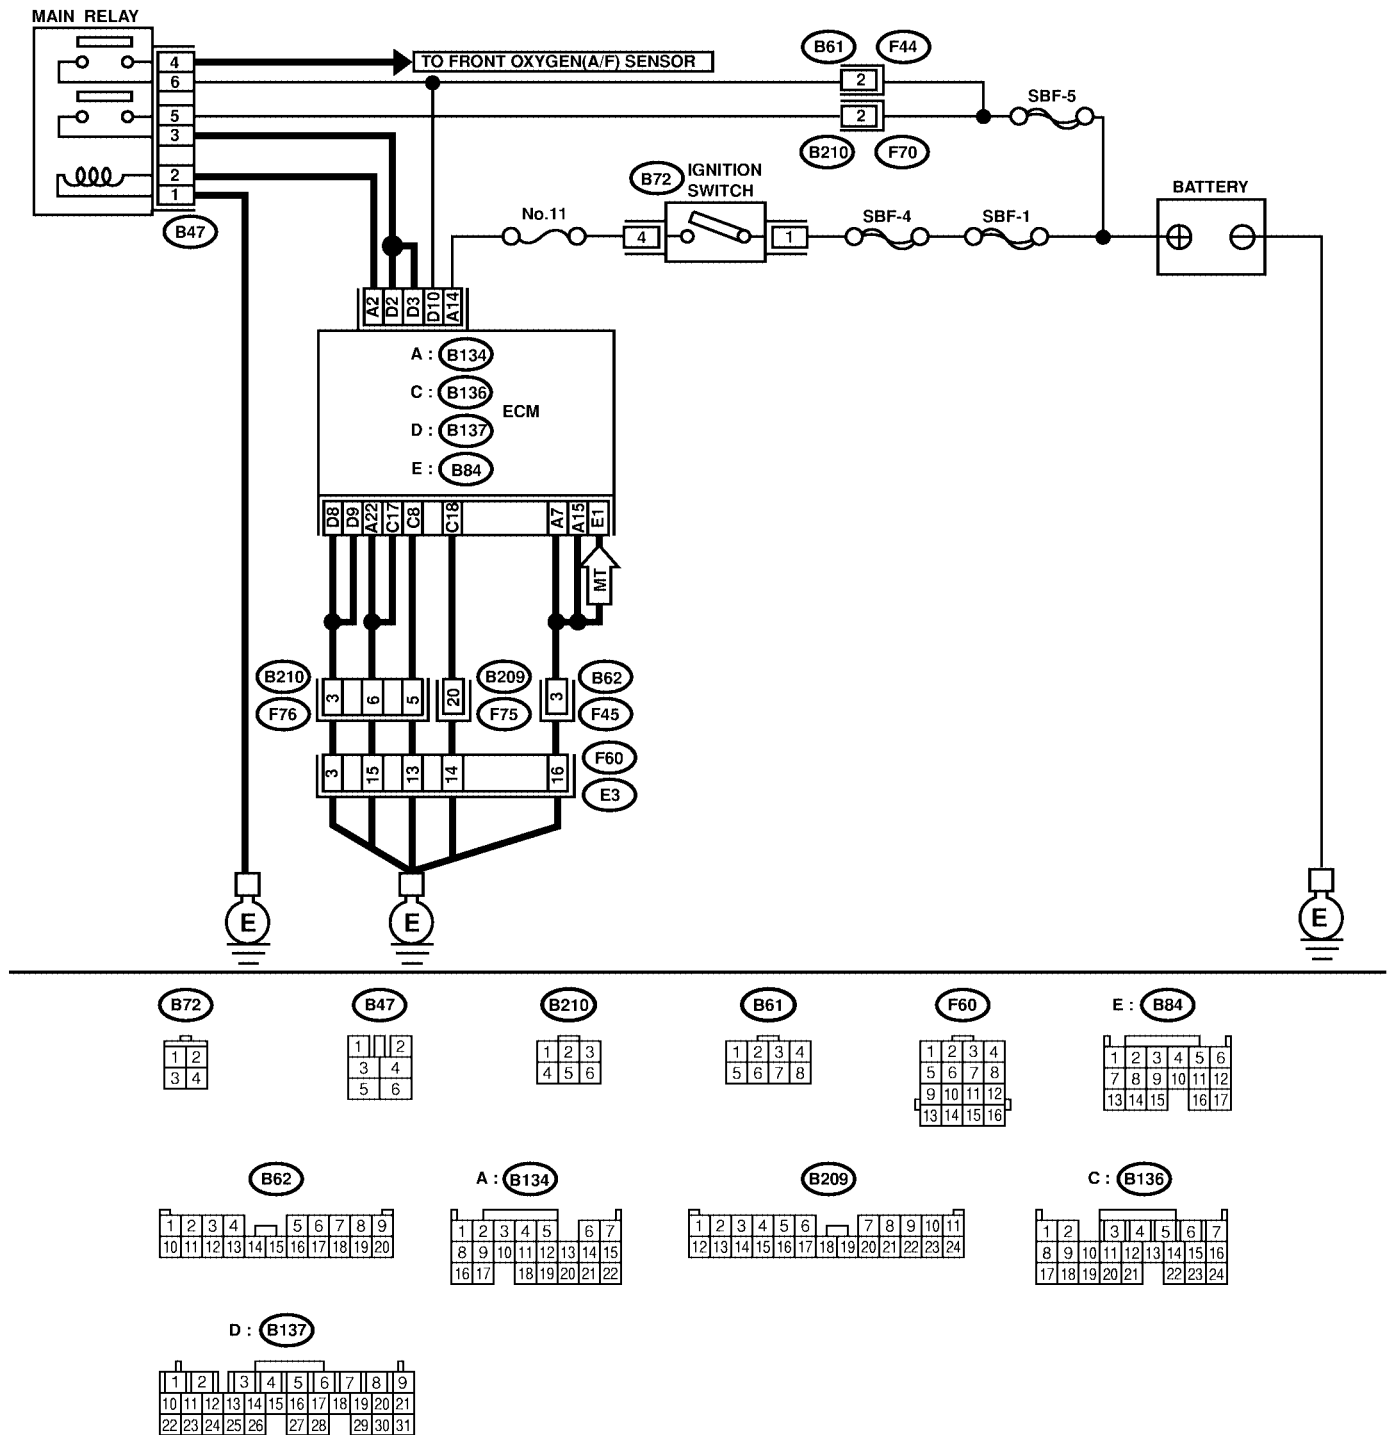 MAIN RELAY
4
TO FRONT OXYGEN(A/F) SENSOR
B61 F44
6
2
SBF-5
5
2
3
B210 F70
2
B72
IGNITION
SWITCH
BATTERY
1
B47
No.11
4
1
SBF-4
SBF-1
A2 D2 D3 D10 A14
A : B134
C : B136
ECM
D : B137
E : B84
D8 D9 A22 C17 C8 C18 A7 A15 E1
MT
B210 3 6 5 20 B209 3 B62
F76 F75 F45
3 15 13 14 16 F60
E3
E E E
B72 B47 B210 B61 F60 E : B84
1 2
3 4
1 2
3 4
5 6
1 2 3
4 5 6
1 2 3 4
5 6 7 8
1 2 3 4
5 6 7 8
9 10 11 12
13 14 15 16
1 2 3 4 5 6
7 8 9 10 11 12
13 14 15 16 17
B62 A : B134 B209 C : B136
1 2 3 4 5 6 7 8 9
10 11 12 13 14 15 16 17 18 19 20
1 2 3 4 5 6 7
8 9 10 11 12 13 14 15
16 17 18 19 20 21 22
1 2 3 4 5 6 7 8 9 10 11
12 13 14 15 16 17 18 19 20 21 22 23 24
1 2 3 4 5 6 7
8 9 10 11 12 13 14 15 16
17 18 19 20 21 22 23 24
D : B137
1 2 3 4 5 6 7 8 9
10 11 12 13 14 15 16 17 18 19 20 21
22 23 24 25 26 27 28 29 30 31